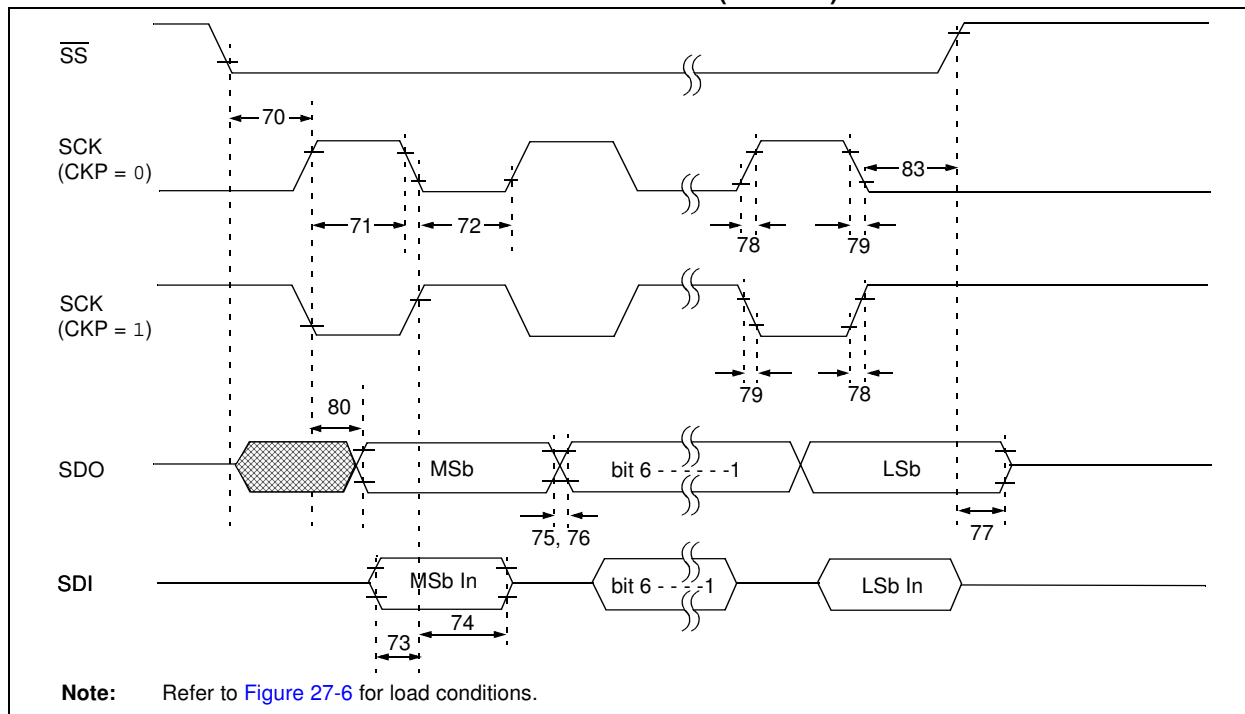 SS
70
SCK
(CKP = 0)
83
71
72
78
79
SCK
(CKP = 1)
79
78
80
SDO
MSb
bit 6 - - - - - - -1
LSb
75, 76
77
SDI
MSb In
bit 6 - - - -1
LSb In
74
73
Note: Refer to Figure 27-6 for load conditions.